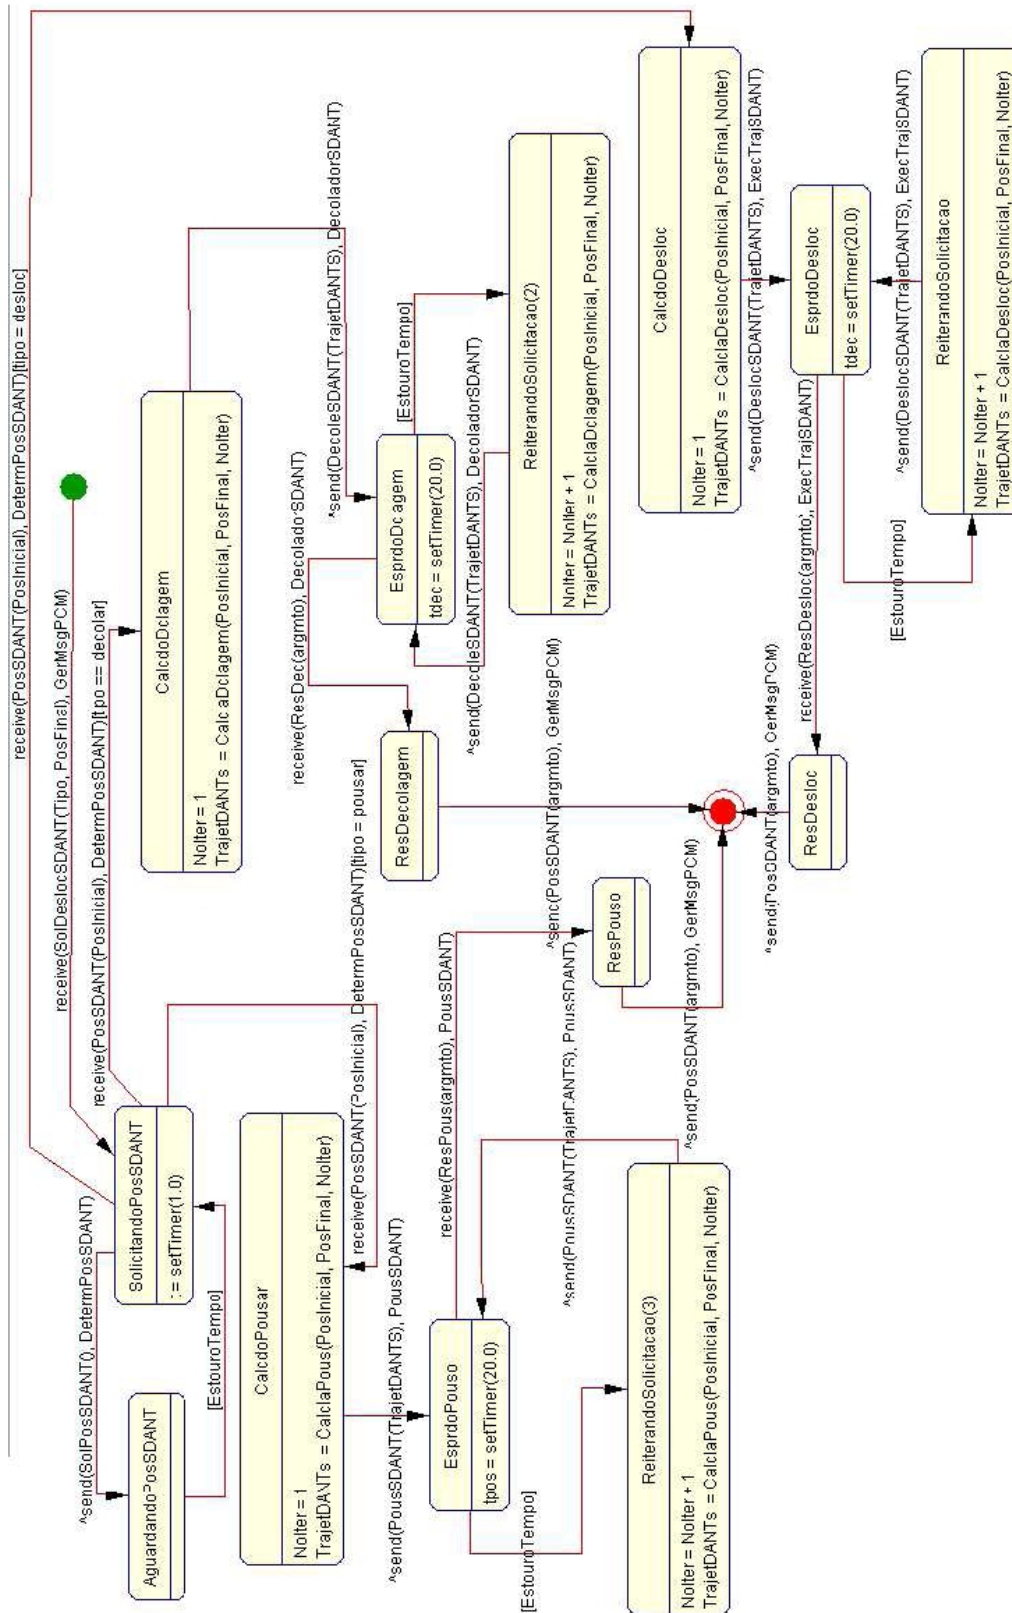 receive(PosSDANT(PosInicial), DetermPosSDANT)[tipo = desloc]
receive(SolDeslocSDANT(Tipo, PosFinal), GerMsgPCM)
receive(PosSDANT(PosInicial), DetermPosSDANT)[tipo == decolar]
^send(SolPosSDANT(), DetermPosSDANT)
SolicitandoPosSDANT
t = setTimer(1.0)
AguardandoPosSDANT
[EstouroTempo]
CalcdoDclagem
NoIter = 1
TrajetDANTs = CalclaDclagem(PosInicial, PosFinal, NoIter)
^send(DecoleSDANT(TrajetDANTS), DecoladorSDANT)
CalcdoPousar
NoIter = 1
TrajetDANTs = CalclaPous(PosInicial, PosFinal, NoIter)
receive(PosSDANT(PosInicial), DetermPosSDANT)[tipo = pousar]
^send(PousSDANT(TrajetDANTS), PousSDANT)
receive(ResDec(argmto), DecoladorSDANT)
EsprdoDclagem
tdec = setTimer(20.0)
[EstouroTempo]
ResDecolagem
^send(DecoleSDANT(TrajetDANTS), DecoladorSDANT)
ReiterandoSolicitacao(2)
NoIter = NoIter + 1
TrajetDANTs = CalclaDclagem(PosInicial, PosFinal, NoIter)
receive(ResPous(argmto), PousSDANT)
EsprdoPouso
tpos = setTimer(20.0)
[EstouroTempo]
^send(PosSDANT(argmto), GerMsgPCM)
^send(PousSDANT(TrajetDANTS), PousSDANT)
ResPouso
ReiterandoSolicitacao(3)
NoIter = NoIter + 1
TrajetDANTs = CalclaPous(PosInicial, PosFinal, NoIter)
^send(PosSDANT(argmto), GerMsgPCM)
CalcdoDesloc
NoIter = 1
TrajetDANTs = CalclaDesloc(PosInicial, PosFinal, NoIter)
^send(DeslocSDANT(TrajetDANTS), ExecTrajSDANT)
^send(PosSDANT(argmto), GerMsgPCM)
receive(ResDesloc(argmto), ExecTrajSDANT)
EsprdoDesloc
tdec = setTimer(20.0)
ResDesloc
[EstouroTempo]
^send(DeslocSDANT(TrajetDANTS), ExecTrajSDANT)
ReiterandoSolicitacao
NoIter = NoIter + 1
TrajetDANTs = CalclaDesloc(PosInicial, PosFinal, NoIter)